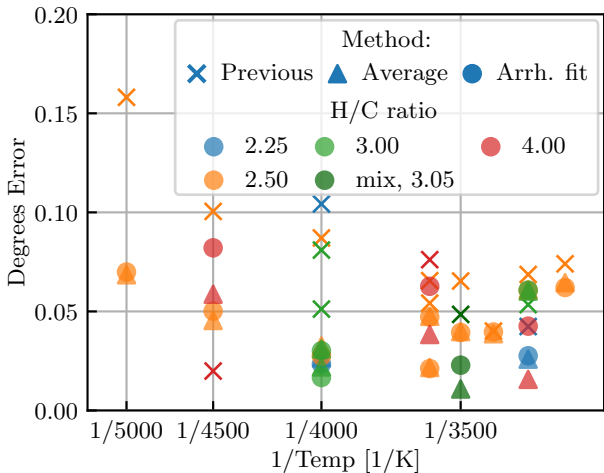 0.20
0.15
0.10
0.05
0.00
Degrees Error
Method:
Previous Average Arrh. fit
H/C ratio
2.25 3.00 4.00
2.50 mix, 3.05
1/5000 1/4500 1/4000 1/3500
1/Temp [1/K]